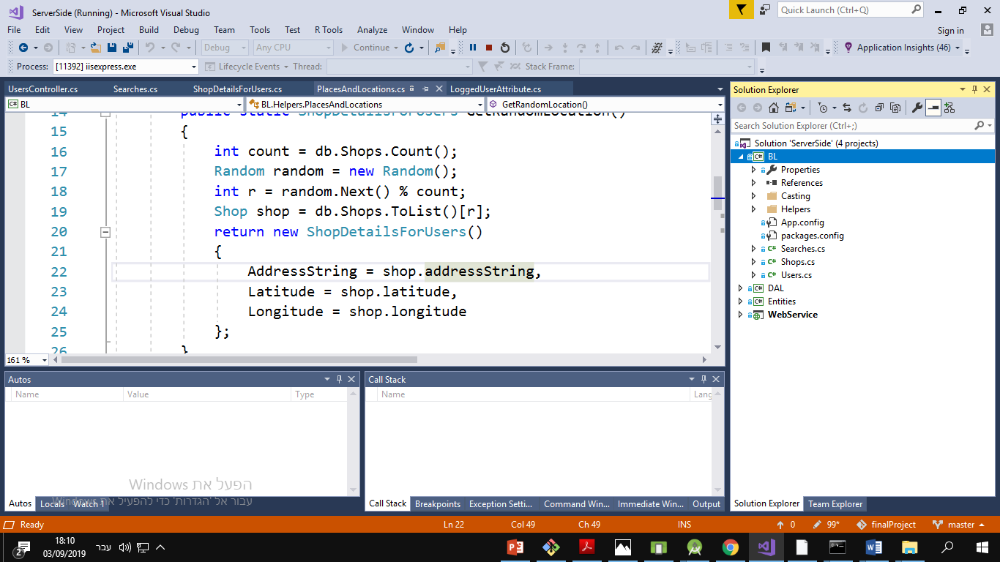 ServerSide (Running) - Microsoft Visual Studio
Quick Launch (Ctrl+Q)
File Edit View Project Build Debug Team Tools Test R Tools Analyze Window Help
Sign in
Debug Any CPU Continue Application Insights (46)
Process: [11392] iisexpress.exe Lifecycle Events Thread: Stack Frame:
UsersController.cs Searches.cs ShopDetailsForUsers.cs PlacesAndLocations.cs LoggedUserAttribute.cs
BL BL.Helpers.PlacesAndLocations GetRandomLocation()
14 public static ShopDetailsForUsers GetRandomLocation()
15 {
16 int count = db.Shops.Count();
17 Random random = new Random();
18 int r = random.Next() % count;
19 Shop shop = db.Shops.ToList()[r];
20 return new ShopDetailsForUsers()
21 {
22 AddressString = shop.addressString,
23 Latitude = shop.latitude,
24 Longitude = shop.longitude
25 };
26 }
161 %
Solution Explorer
Search Solution Explorer (Ctrl+;)
Solution 'ServerSide' (4 projects)
C# BL
Properties
References
Casting
Helpers
App.config
packages.config
C# Searches.cs
C# Shops.cs
C# Users.cs
C# DAL
C# Entities
WebService
Solution Explorer Team Explorer
Autos
Name Value Type
Autos Locals Watch 1
Call Stack
Name Lang
Call Stack Breakpoints Exception Setti... Command Win... Immediate Win... Output
הפעל את Windows
עבור אל 'הגדרות' כדי להפעיל את Windows
Ready Ln 22 Col 49 Ch 49 INS 0 99* finalProject master
2 18:10 עבר
03/09/2019